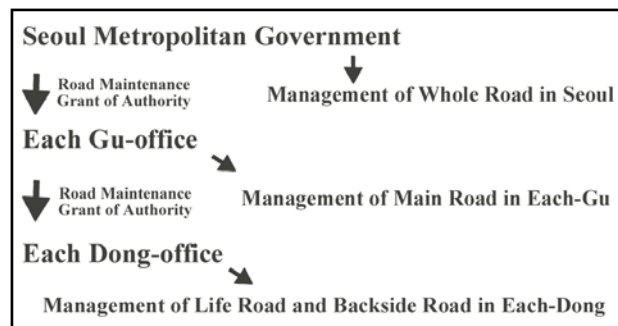 Seoul Metropolitan Government
Road Maintenance
Grant of Authority
Management of Whole Road in Seoul
Each Gu-office
Road Maintenance
Grant of Authority
Management of Main Road in Each-Gu
Each Dong-office
Management of Life Road and Backside Road in Each-Dong